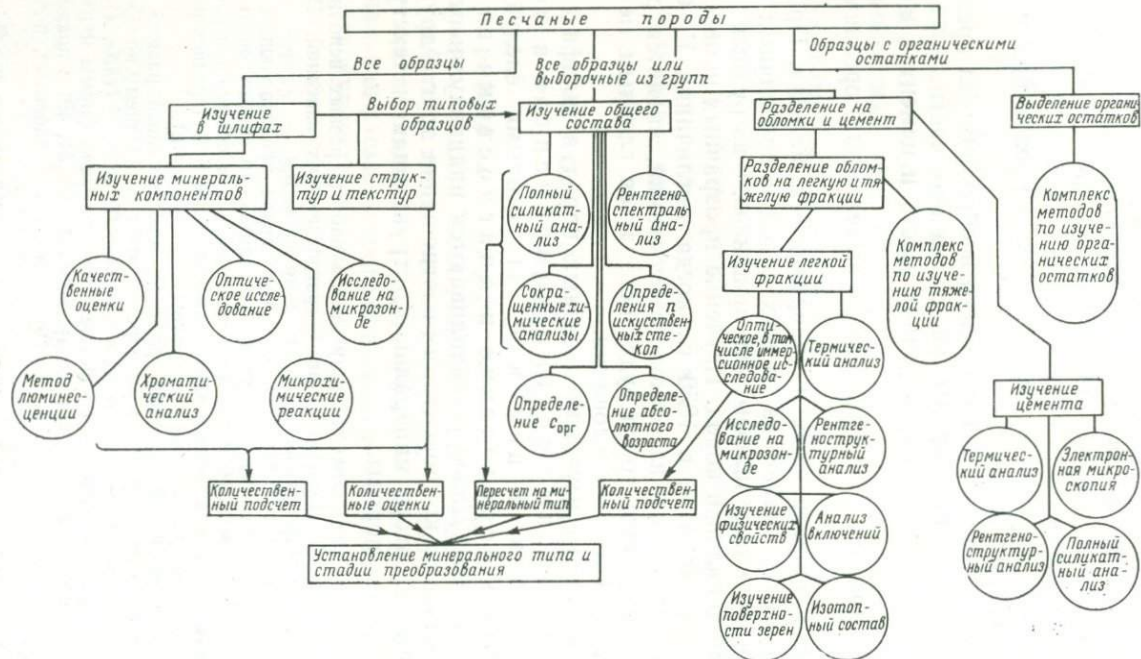 Песчаные породы
Все образцы
Все образцы или
выбордчные из групп
Образцы с органическими
остатками
Изучение
в шлифах
Выбор типовых
образцов
Изучение общего
состава
Разделение на
обломки и цемент
Выделение органи
ческих остатков
Изучение минераль-
ных компонентов
Изучение структ-
ур и текстур
Полный
силикат-
ный ана-
лиз
Рентгено-
спектраль-
ный ана-
лиз
Разделение облом-
ков на легкую и тя-
желую фракции
Комплекс
методов
по изуче-
нию орга-
нических
остатков
Качест-
венные
оценки
Оптиче-
ское иссле-
дование
Исследо-
вание на
микрозон-
де
Изучение легкой
фракции
Комплекс
методов
по изуче-
нию тяже-
лой фрак-
ции
Сокра-
щенные хи-
мические
анализы
Определе-
ния n
искусствен-
ных сте-
кол
Оптиче-
ское, в том
числе иммер-
сионное ис-
следова-
ние
Термичес-
кий анализ
Метод
люминес-
ценции
Хромати-
ческий
анализ
Микрохи-
мические
реакции
Определе-
ние Cорг
Определе-
ние абсо-
лютного
возраста
Исследо-
вание на
микрозон-
де
Рентге-
нострук-
турный
анализ
Изучение
цемента
Термичес-
кий анализ
Электрон-
ная микро-
скопия
Количествен-
ный подсчет
Количествен-
ные оценки
Пересчет на ми-
неральный тип
Количествен-
ный подсчет
Изучение
физических
свойств
Анализ
включений
Рентгено-
структур-
ный анализ
Полный
силикат-
ный ана-
лиз
Установление минерального типа и
стадии преобразования
Изучение
поверхно-
сти зерен
Изотоп-
ный состав